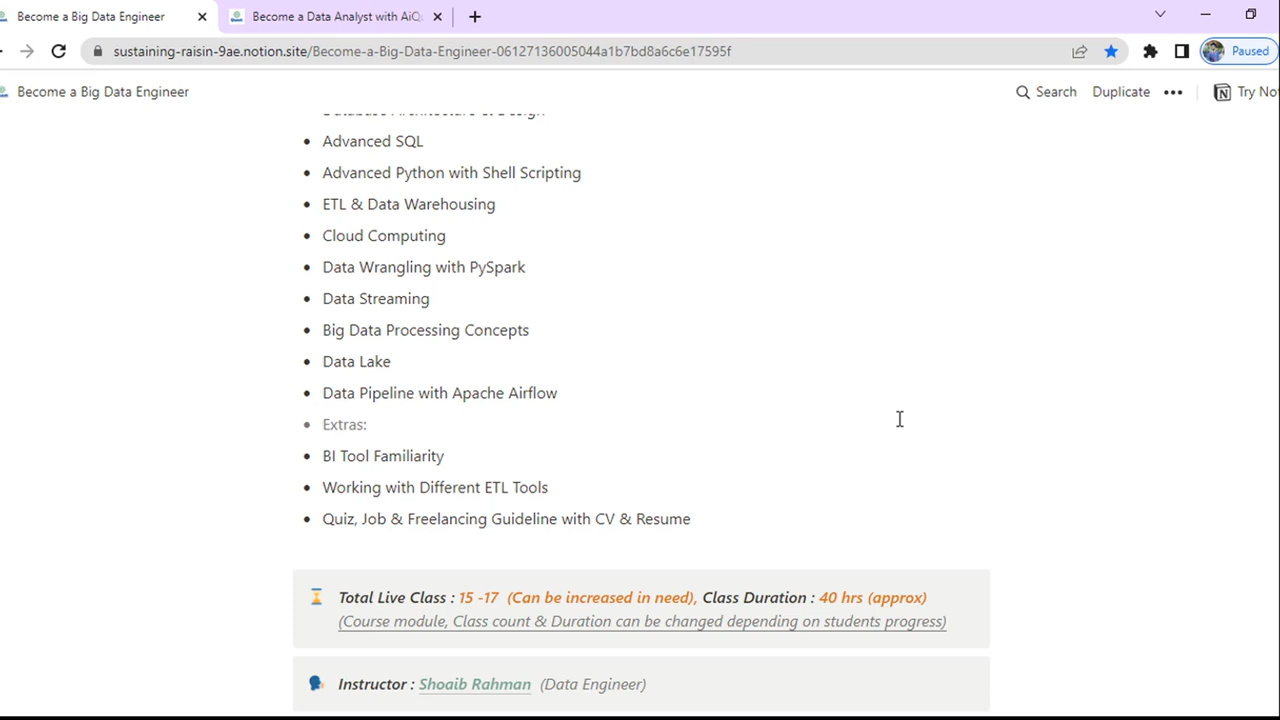 Become a Big Data Engineer
Become a Data Analyst with AiQ
sustaining-raisin-9ae.notion.site/Become-a-Big-Data-Engineer-06127136005044a1b7bd8a6c6e17595f
Paused
Become a Big Data Engineer
Search
Duplicate
Try No
Database Architecture & Design
Advanced SQL
Advanced Python with Shell Scripting
ETL & Data Warehousing
Cloud Computing
Data Wrangling with PySpark
Data Streaming
Big Data Processing Concepts
Data Lake
Data Pipeline with Apache Airflow
Extras:
BI Tool Familiarity
Working with Different ETL Tools
Quiz, Job & Freelancing Guideline with CV & Resume
Total Live Class : 15 -17 (Can be increased in need), Class Duration : 40 hrs (approx)
(Course module, Class count & Duration can be changed depending on students progress)
Instructor : Shoaib Rahman (Data Engineer)